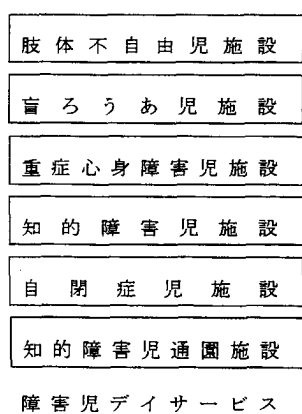 肢体不自由児施設
盲ろうあ児施設
重症心身障害児施設
知的障害児施設
自閉症児施設
知的障害児通園施設
障害児デイサービス